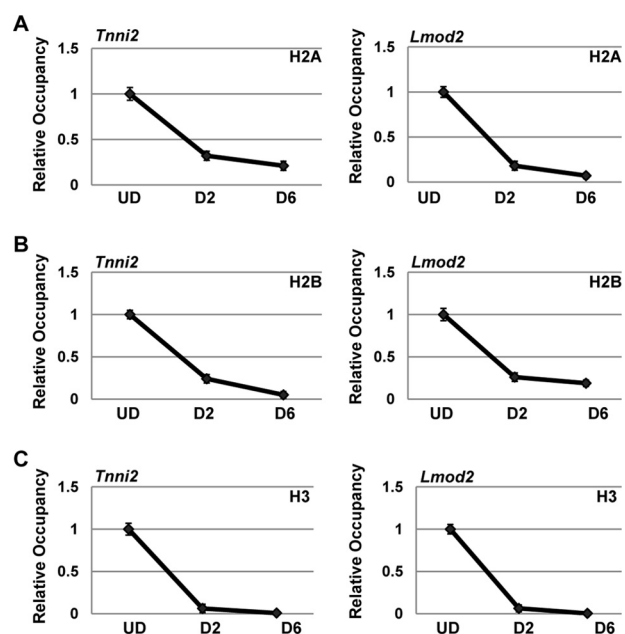 A
Tnni2
H2A
Relative Occupancy
1.5
1
0.5
0
UD D2 D6
Lmod2
H2A
Relative Occupancy
1.5
1
0.5
0
UD D2 D6
B
Tnni2
H2B
Relative Occupancy
1.5
1
0.5
0
UD D2 D6
Lmod2
H2B
Relative Occupancy
1.5
1
0.5
0
UD D2 D6
C
Tnni2
H3
Relative Occupancy
1.5
1
0.5
0
UD D2 D6
Lmod2
H3
Relative Occupancy
1.5
1
0.5
0
UD D2 D6